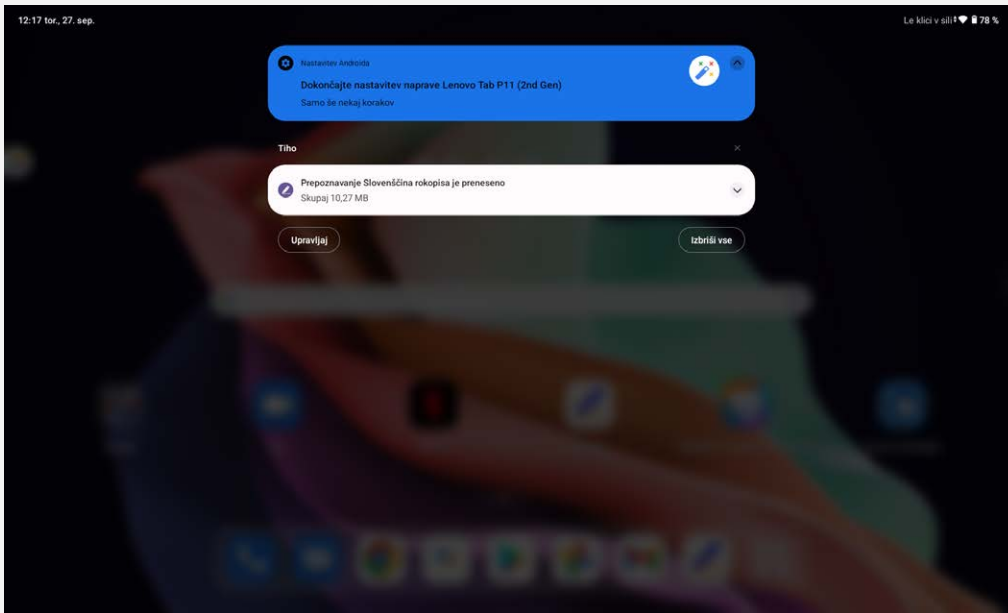 12:17 tor., 27. sep.
Le klici v sili
78 %
Nastavitev Androida
Dokončajte nastavitev naprave Lenovo Tab P11 (2nd Gen)
Samo še nekaj korakov
Tiho
Prepoznavanje Slovenščina rokopisa je preneseno
Skupaj 10,27 MB
Upravljaj
Izbriši vse